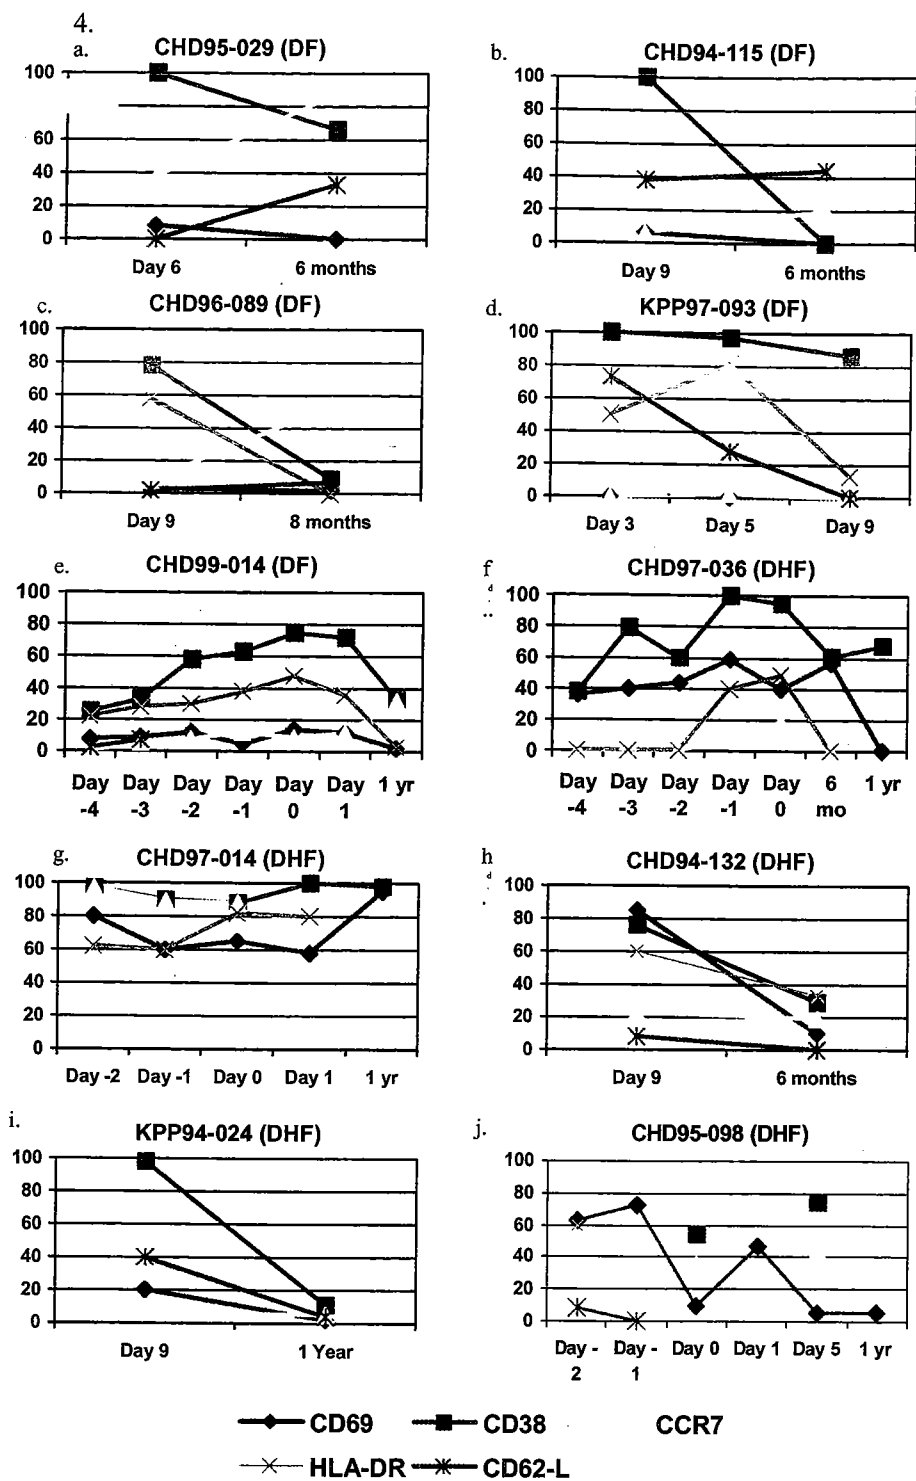 4.
a.
CHD95-029 (DF)
100
60
40
20
0
Day 6
6 months
b.
CHD94-115 (DF)
100
80
60
40
20
0
Day 9
6 months
c.
CHD96-089 (DF)
100
80
60
40
20
0
Day 9
8 months
d.
KPP97-093 (DF)
100
80
60
40
20
0
Day 3
Day 5
Day 9
e.
CHD99-014 (DF)
100
80
60
40
20
0
Day Day Day Day Day Day 1 yr
-4 -3 -2 -1 0 1
f
d
CHD97-036 (DHF)
100
80
60
40
20
0
Day Day Day Day Day 6 1 yr
-4 -3 -2 -1 0 mo
g.
CHD97-014 (DHF)
100
80
60
40
20
0
Day -2 Day -1 Day 0 Day 1 1 yr
h
d
CHD94-132 (DHF)
100
80
60
40
20
0
Day 9
6 months
i.
KPP94-024 (DHF)
100
80
60
40
20
0
Day 9
1 Year
j.
CHD95-098 (DHF)
100
80
60
40
20
0
Day - Day - Day 0 Day 1 Day 5 1 yr
2 1
CD69 CD38 CCR7
HLA-DR CD62-L